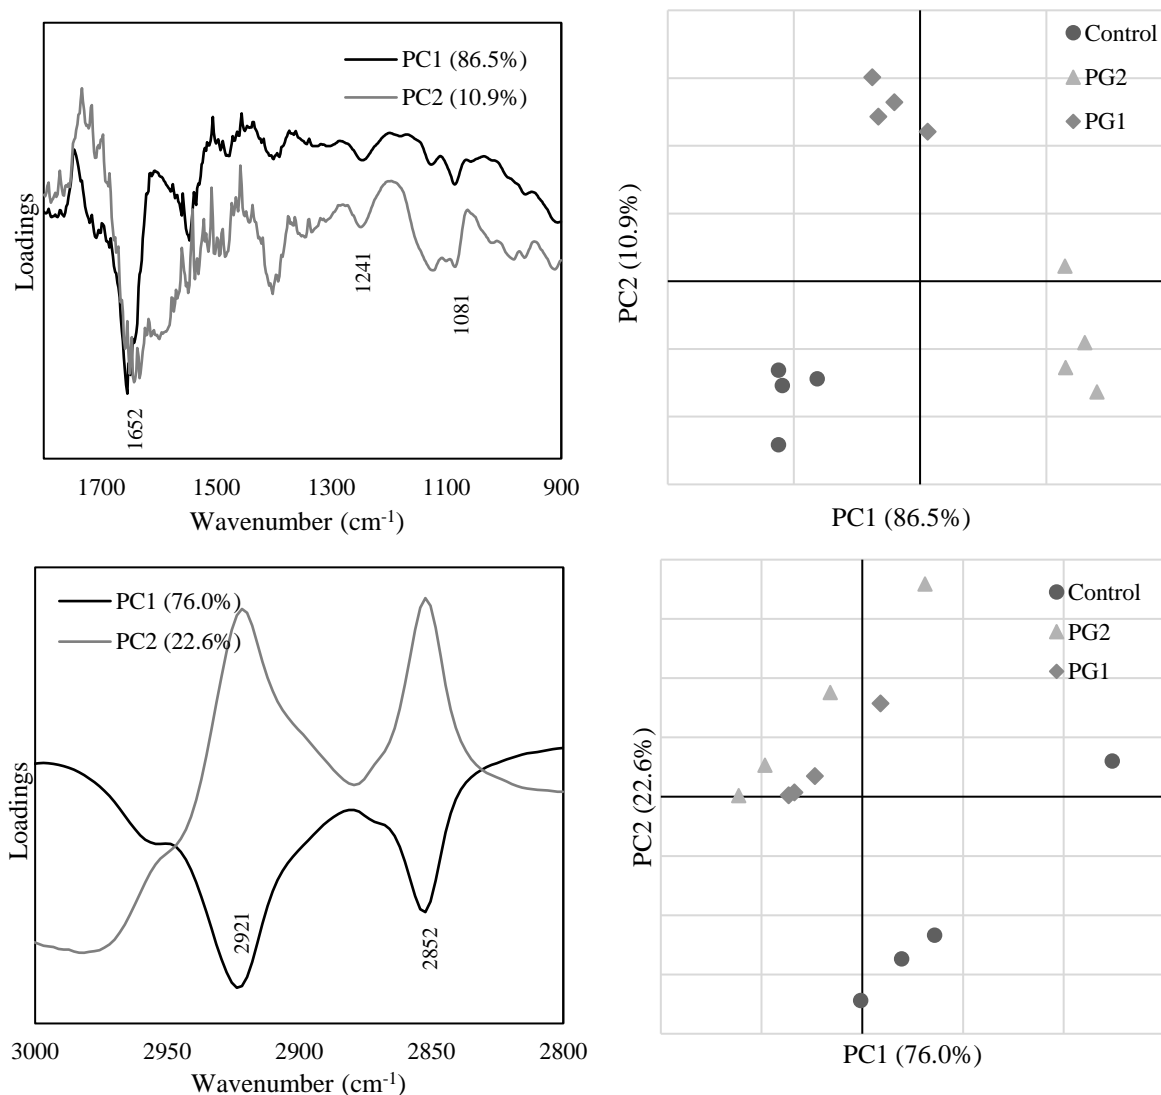 PC1 (86.5%)
PC2 (10.9%)
Loadings
1652
1241
1081
1700 1500 1300 1100 900
Wavenumber (cm-1)
Control
PG2
PG1
PC2 (10.9%)
PC1 (86.5%)
PC1 (76.0%)
PC2 (22.6%)
Loadings
2921
2852
3000 2950 2900 2850 2800
Wavenumber (cm-1)
Control
PG2
PG1
PC2 (22.6%)
PC1 (76.0%)